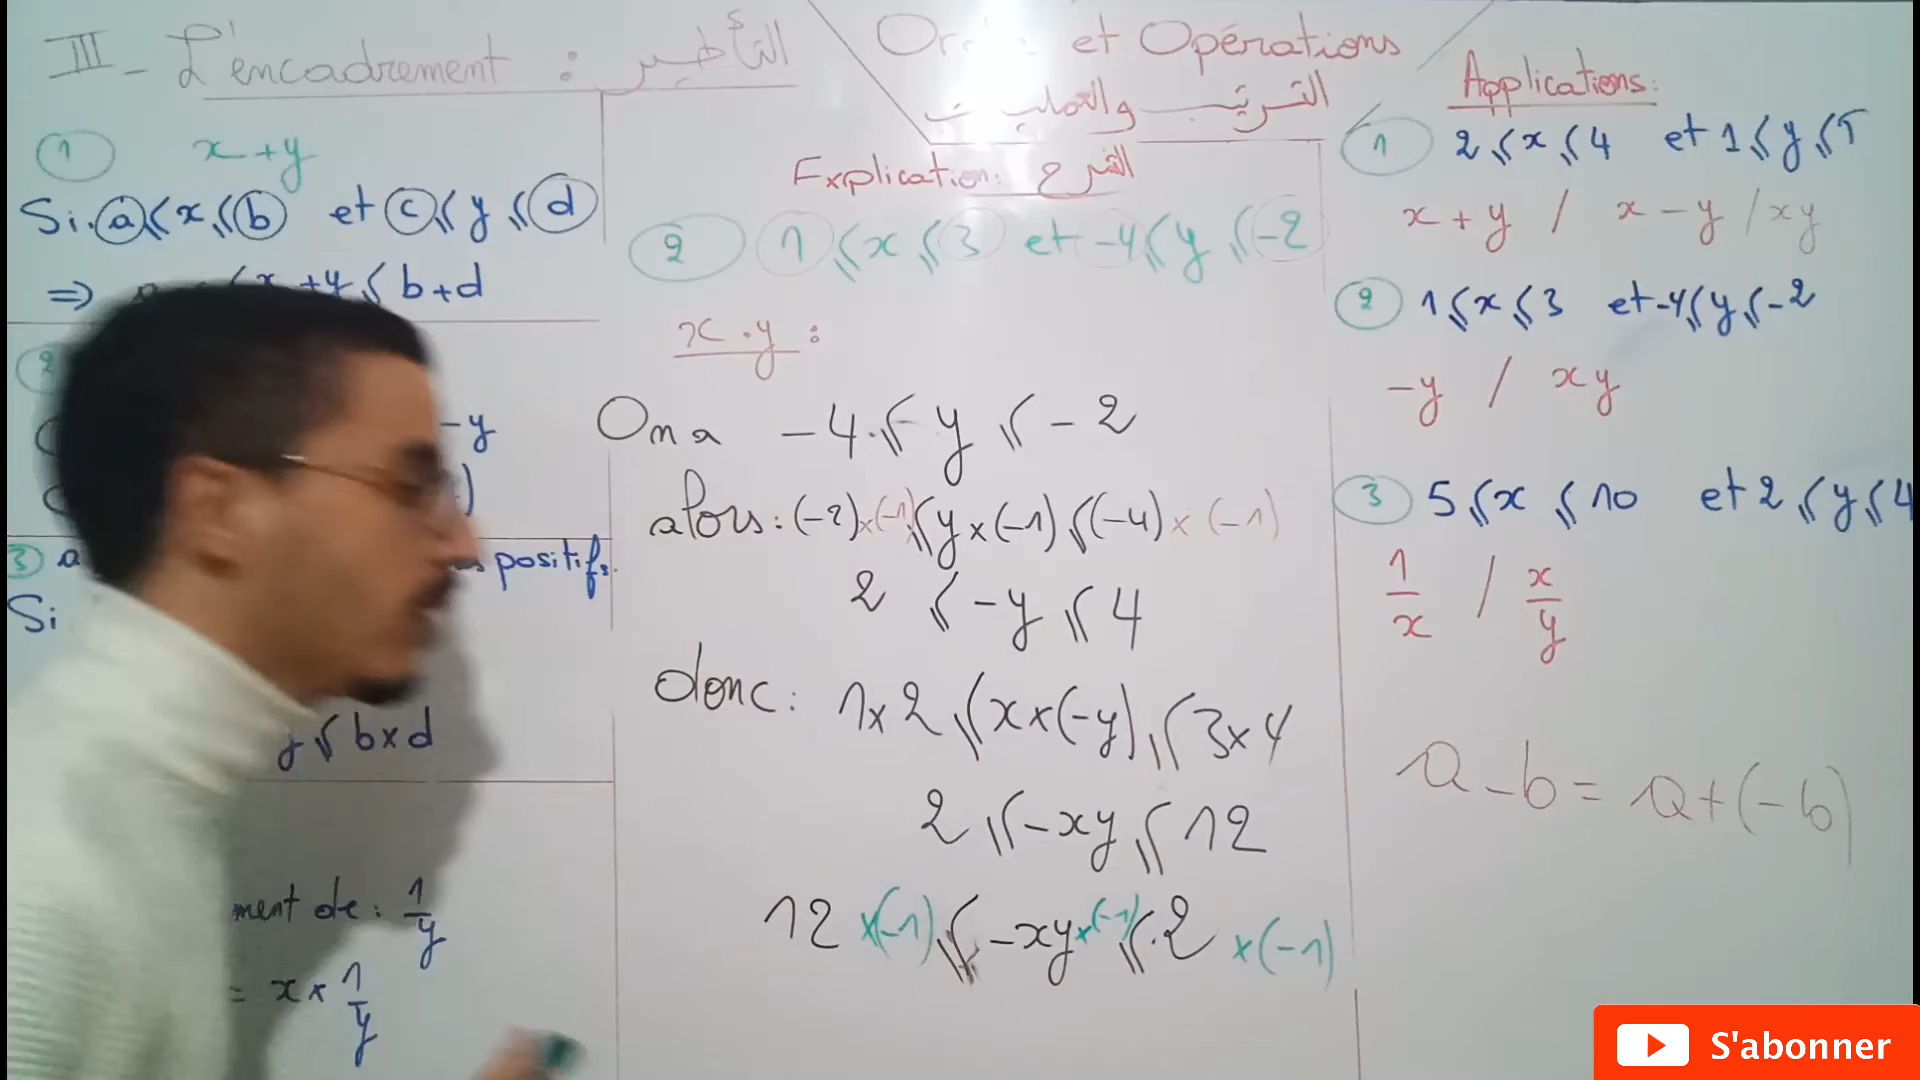 III - L'encadrement : التأطير
① x + y
Si a ⩽ x ⩽ b et c ⩽ y ⩽ d
⇒ x + y ⩽ b + d
②
- y
③ positifs.
Si
y ⩽ b × d
ment de : 1/y
= x × 1/y
et Opérations
الترتيب والعمليات
Explication : الشرح
② 1 ⩽ x ⩽ 3 et -4 ⩽ y ⩽ -2
x . y :
On a -4 ⩽ y ⩽ -2
alors : (-2) × (-1) ⩽ y × (-1) ⩽ (-4) × (-1)
2 ⩽ -y ⩽ 4
donc : 1 × 2 ⩽ x × (-y) ⩽ 3 × 4
2 ⩽ -xy ⩽ 12
12 × (-1) ⩽ -xy × (-1) ⩽ 2 × (-1)
Applications :
① 2 ⩽ x ⩽ 4 et 1 ⩽ y ⩽ 5
x + y / x - y / xy
② 1 ⩽ x ⩽ 3 et -4 ⩽ y ⩽ -2
-y / xy
③ 5 ⩽ x ⩽ 10 et 2 ⩽ y ⩽ 4
1/x / x/y
a - b = a + (-b)
S'abonner